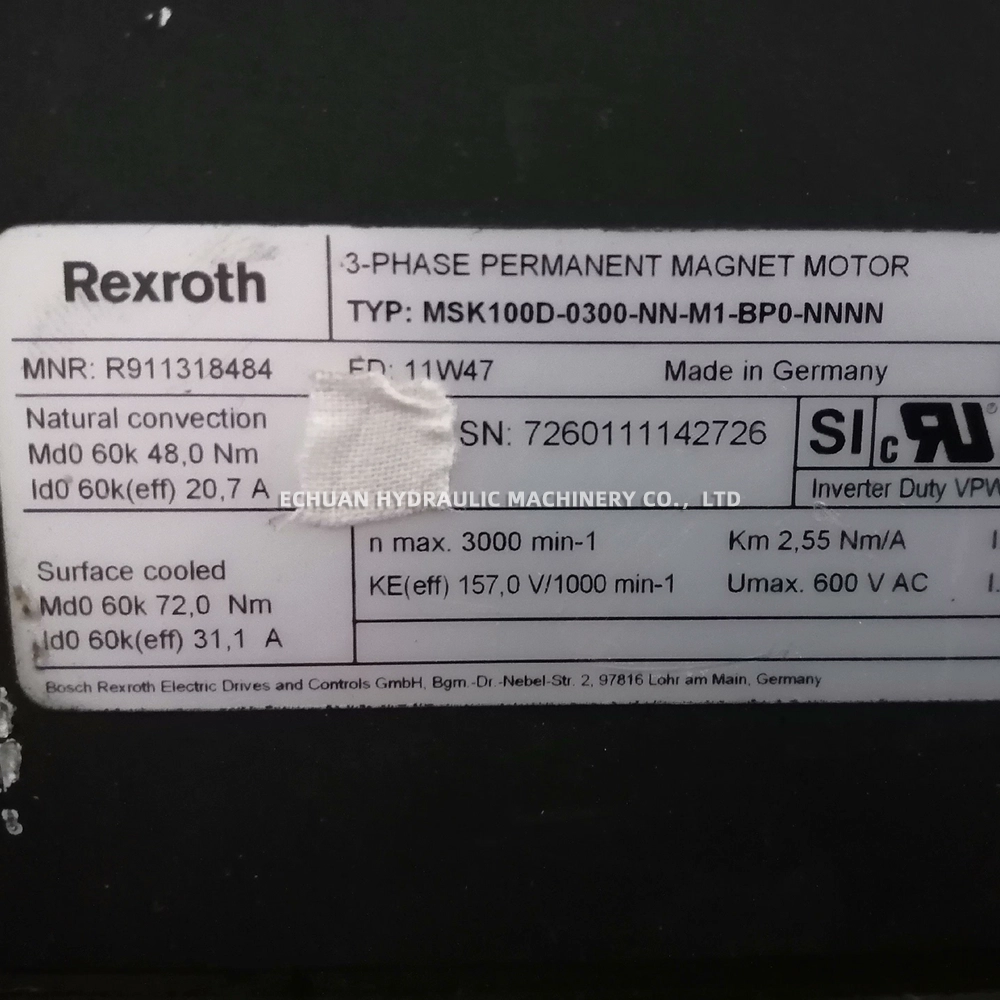 Rexroth
3-PHASE PERMANENT MAGNET MOTOR
TYP: MSK100D-0300-NN-M1-BP0-NNNN
MNR: R911318484
FD: 11W47
Made in Germany
Natural convection
Md0 60k 48,0 Nm
Id0 60k(eff) 20,7 A
SN: 7260111142726
SI
c RU ®
Inverter Duty VPW
ECHUAN HYDRAULIC MACHINERY CO., LTD
Surface cooled
Md0 60k 72,0 Nm
Id0 60k(eff) 31,1 A
n max. 3000 min-1
Km 2,55 Nm/A
KE(eff) 157,0 V/1000 min-1
Umax. 600 V AC
Bosch Rexroth Electric Drives and Controls GmbH, Bgm.-Dr.-Nebel-Str. 2, 97816 Lohr am Main, Germany